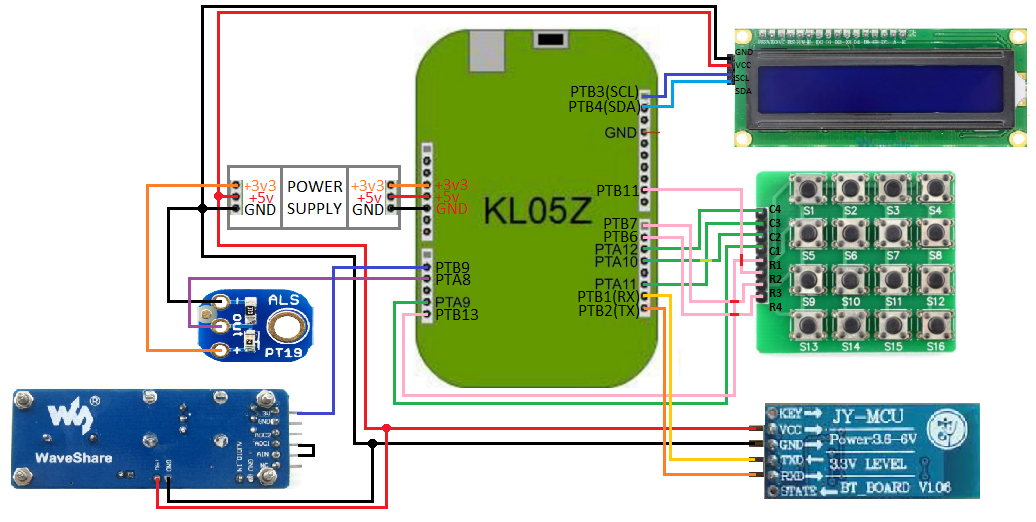 GND
VCC
SCL
SDA
PTB3(SCL)
PTB4(SDA)
GND
PTB11
PTB7
PTB6
PTA12
PTA10
PTA11
PTB1(RX)
PTB2(TX)
KL05Z
+3v3
+5v
GND
POWER
SUPPLY
+3v3
+5v
GND
+3v3
+5v
GND
PTB9
PTA8
PTA9
PTB13
C4
C3
C2
C1
R1
R2
R3
R4
S1 S2 S3 S4
S5 S6 S7 S8
S9 S10 S11 S12
S13 S14 S15 S16
ALS
out
+
PT19
®
WaveShare
GND
AOC2
AOC1
AIN
KEY
VCC
GND
TXD
RXD
STATE
JY-MCU
Power:3.6-6V
3.3V LEVEL
BT_BOARD V1.06